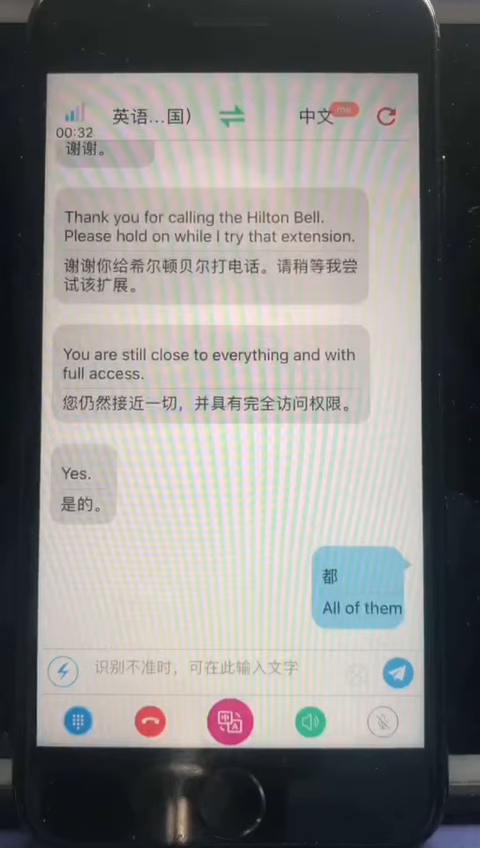 英语...国）
中文
me
00:32
谢谢。
Thank you for calling the Hilton Bell.
Please hold on while I try that extension.
谢谢你给希尔顿贝尔打电话。请稍等我尝
试该扩展。
You are still close to everything and with
full access.
您仍然接近一切，并具有完全访问权限。
Yes.
是的。
都
All of them
识别不准时，可在此输入文字
中
A